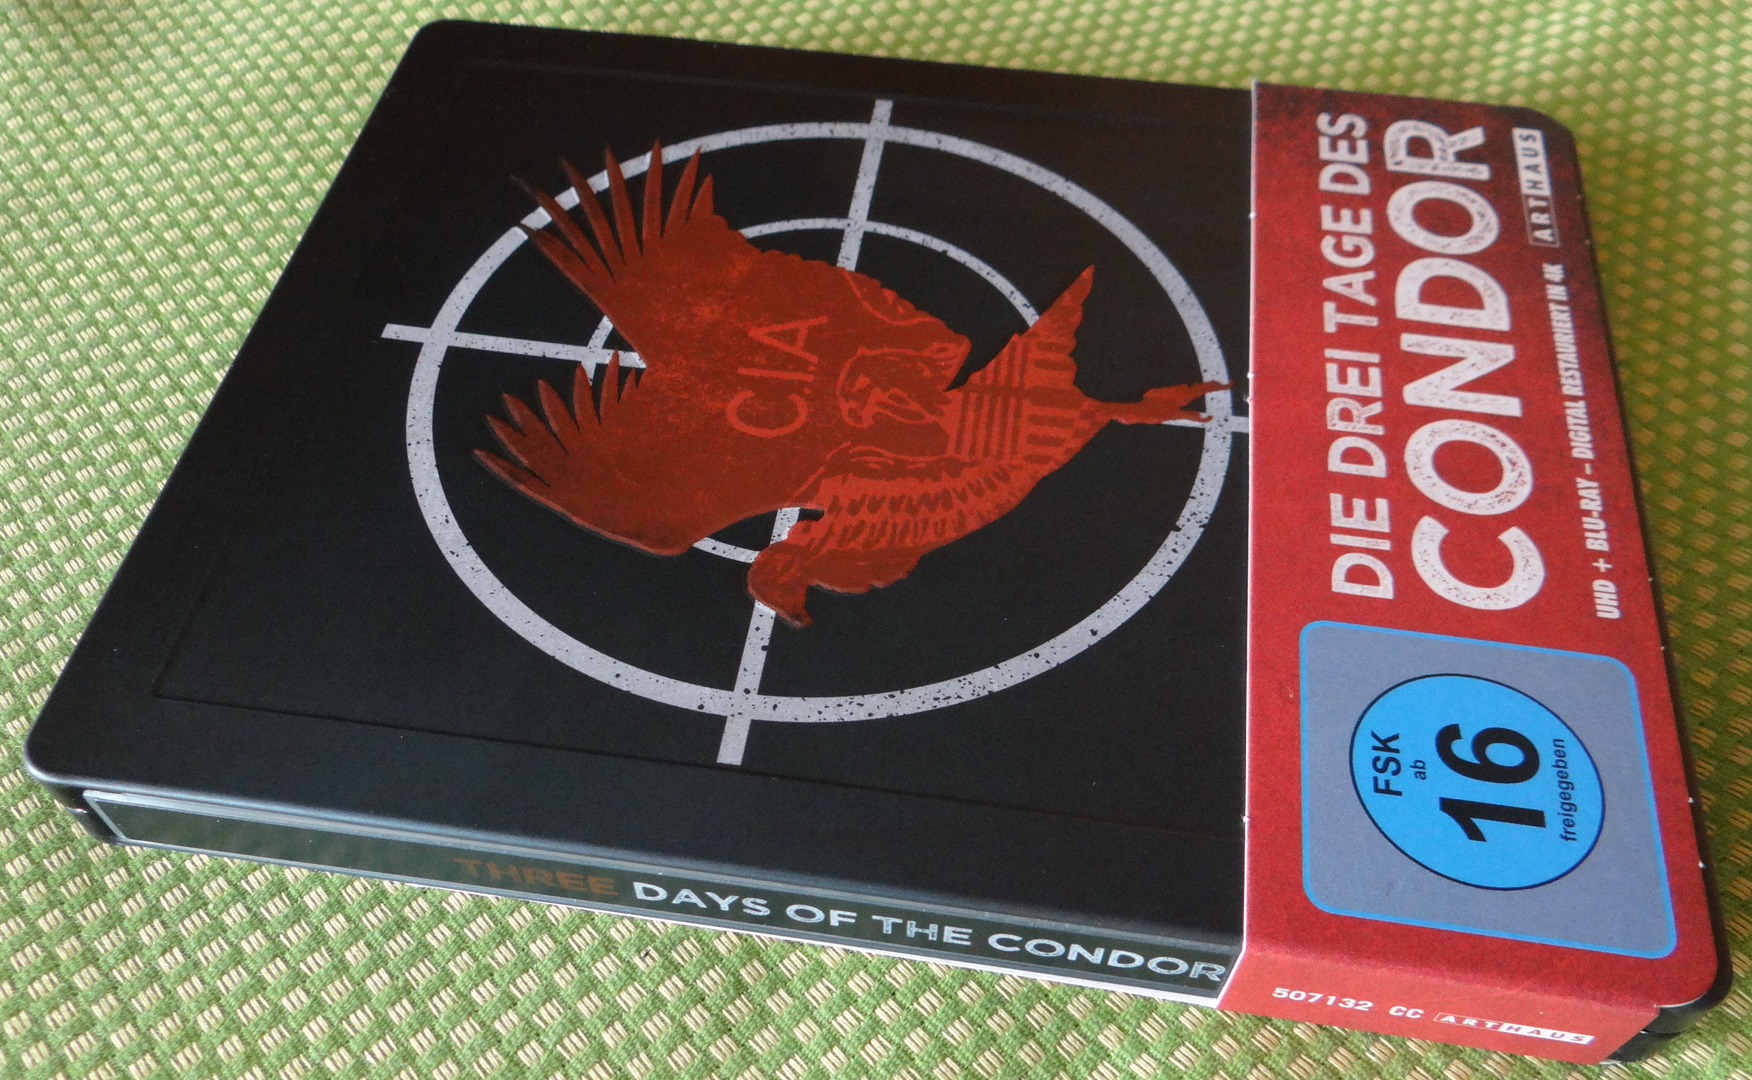 C.I.A
DIE DREI TAGE DES
CONDOR
UHD + BLU-RAY – DIGITAL RESTAURIERT IN 4K
ARTHAUS
FSK
ab
16
freigegeben
THREE DAYS OF THE CONDOR
507132 CC ARTHAUS